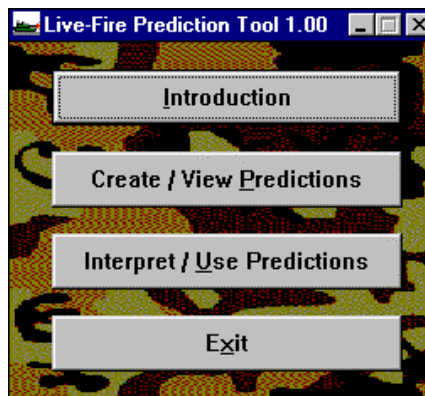 Live-Fire Prediction Tool 1.00
Introduction
Create / View Predictions
Interpret / Use Predictions
Exit